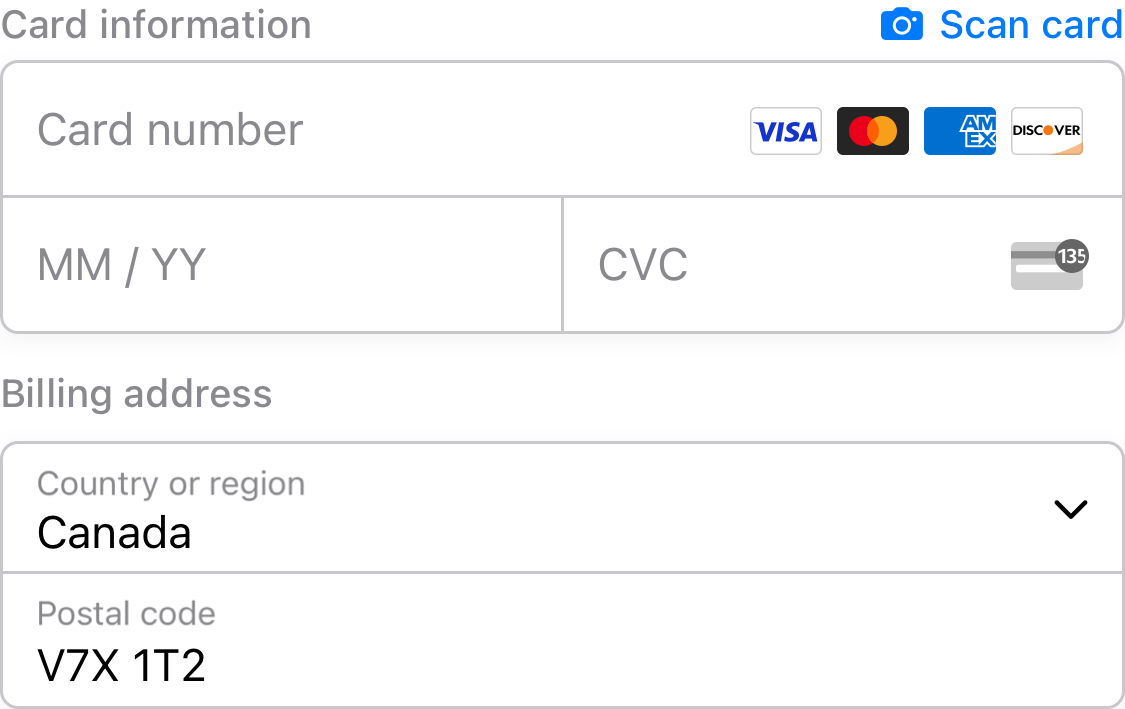 Card information
Scan card
Card number
VISA
AM
EX
DISCOVER
MM / YY
CVC
135
Billing address
Country or region
Canada
Postal code
V7X 1T2